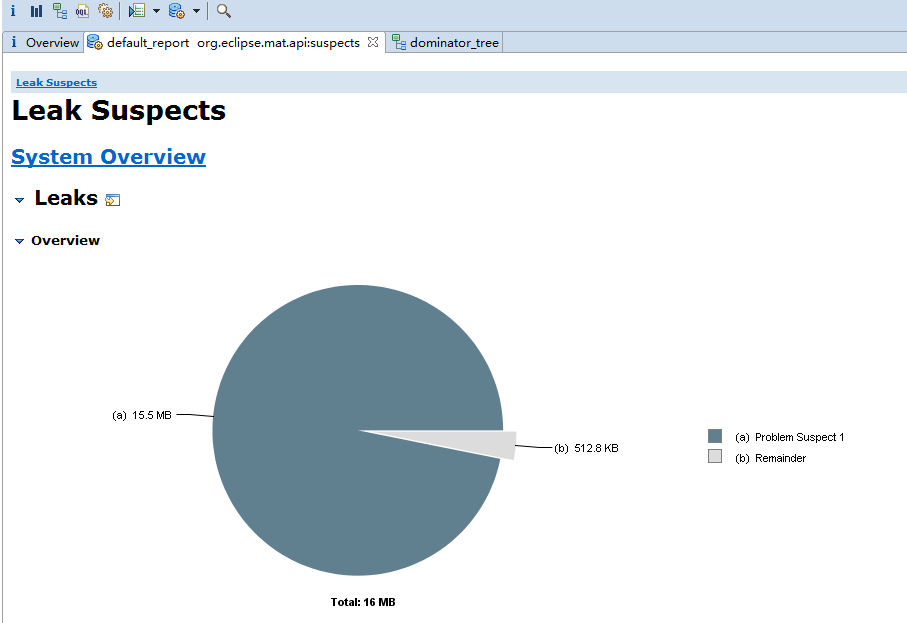 i OQL
i Overview default_report org.eclipse.mat.api:suspects dominator_tree
Leak Suspects
Leak Suspects
System Overview
Leaks
Overview
(a) 15.5 MB
(b) 512.8 KB
(a) Problem Suspect 1
(b) Remainder
Total: 16 MB